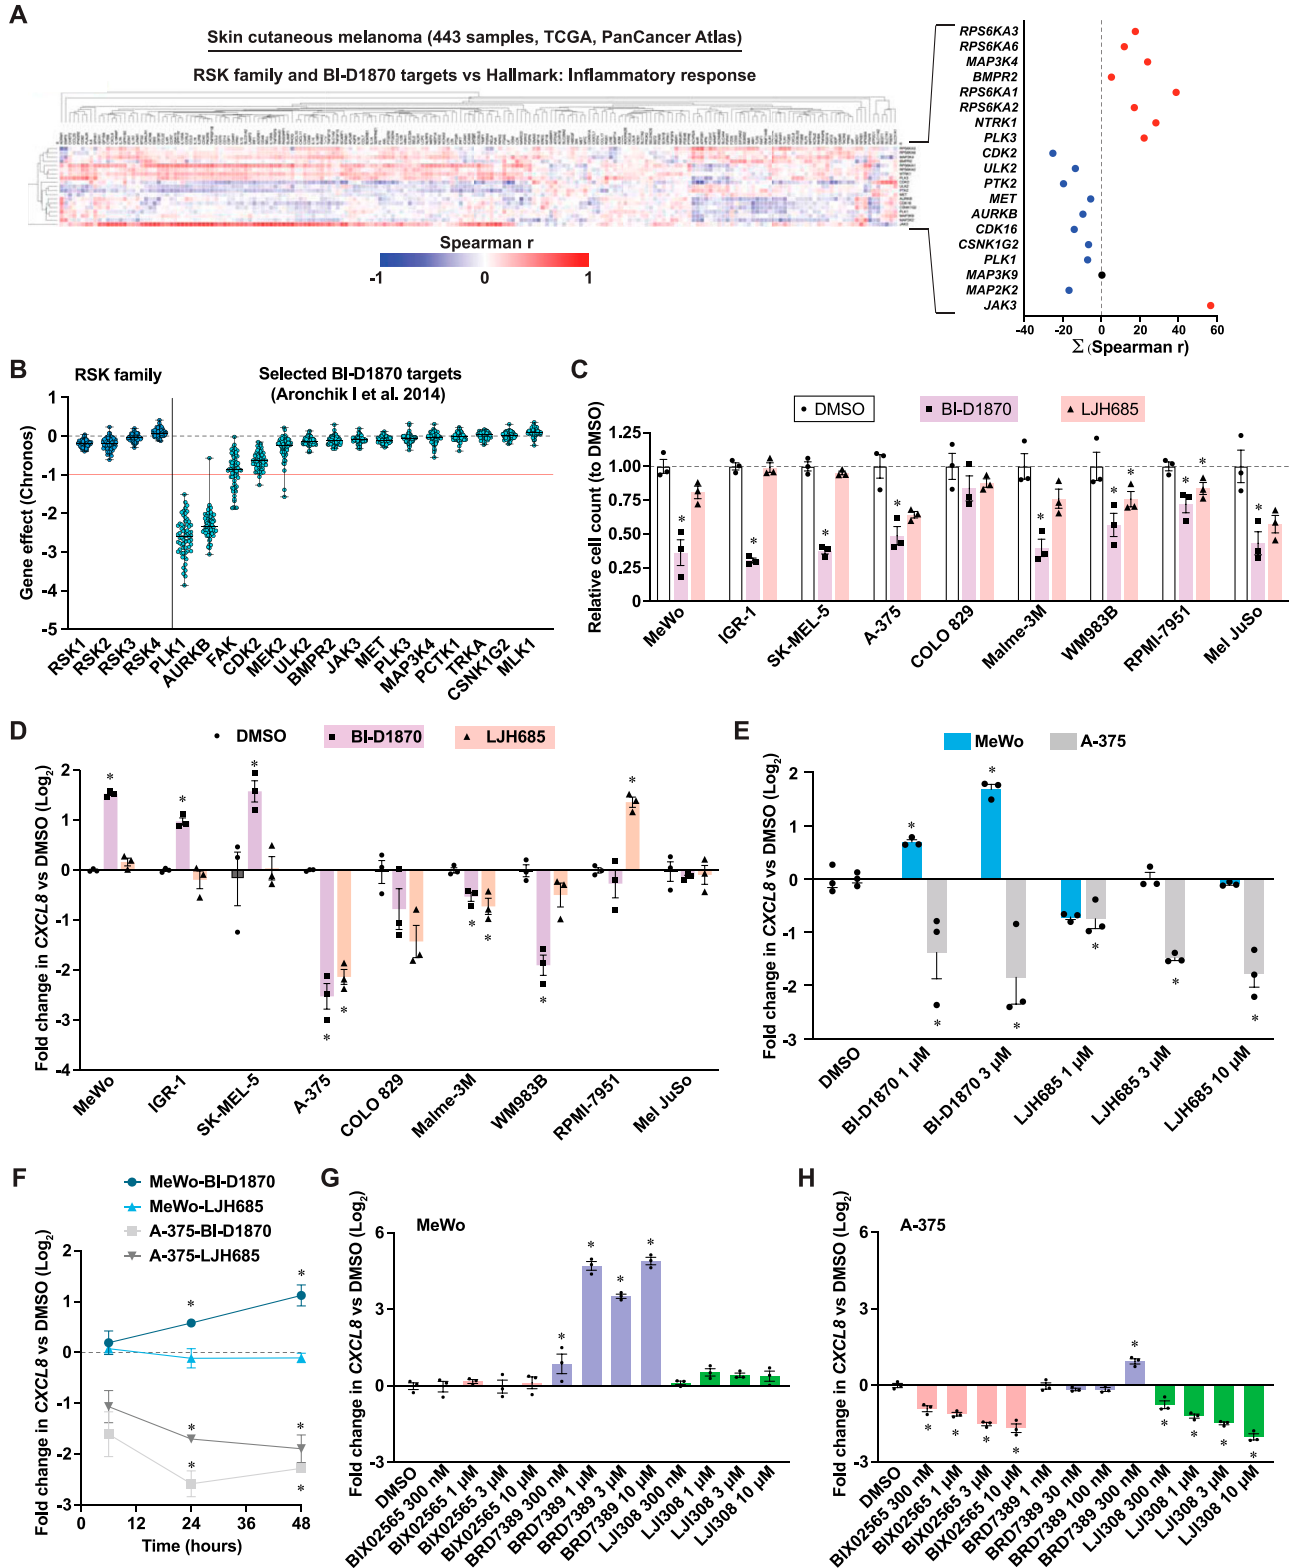 A
Skin cutaneous melanoma (443 samples, TCGA, PanCancer Atlas)
RSK family and BI-D1870 targets vs Hallmark: Inflammatory response
Spearman r
-1
0
1
RPS6KA3
RPS6KA6
MAP3K4
BMPR2
RPS6KA1
RPS6KA2
NTRK1
PLK3
CDK2
ULK2
PTK2
MET
AURKB
CDK16
CSNK1G2
PLK1
MAP3K9
MAP2K2
JAK3
-40 -20 0 20 40 60
Σ (Spearman r)
B
RSK family
Selected BI-D1870 targets
(Aronchik I et al. 2014)
Gene effect (Chronos)
1
0
-1
-2
-3
-4
-5
RSK1
RSK2
RSK3
RSK4
PLK1
AURKB
FAK
CDK2
MEK2
ULK2
BMPR2
JAK3
MET
PLK3
MAP3K4
PCTK1
TRKA
CSNK1G2
MLK1
C
DMSO
BI-D1870
LJH685
Relative cell count (to DMSO)
1.25
1.00
0.75
0.50
0.25
0
* * * * * * * * * *
MeWo
IGR-1
SK-MEL-5
A-375
COLO 829
Malme-3M
WM983B
RPMI-7951
Mel JuSo
D
DMSO
BI-D1870
LJH685
Fold change in CXCL8 vs DMSO (Log2)
2
1
0
-1
-2
-3
-4
* * * * * * * * *
MeWo
IGR-1
SK-MEL-5
A-375
COLO 829
Malme-3M
WM983B
RPMI-7951
Mel JuSo
E
MeWo
A-375
Fold change in CXCL8 vs DMSO (Log2)
2
1
0
-1
-2
-3
* * * * * * *
DMSO
BI-D1870 1 µM
BI-D1870 3 µM
LJH685 1 µM
LJH685 3 µM
LJH685 10 µM
F
MeWo-BI-D1870
MeWo-LJH685
A-375-BI-D1870
A-375-LJH685
Fold change in CXCL8 vs DMSO (Log2)
2
1
0
-1
-2
-3
* * * * * *
0 12 24 36 48
Time (hours)
G
MeWo
Fold change in CXCL8 vs DMSO (Log2)
6
3
0
-3
* * * *
DMSO
BIX02565 300 nM
BIX02565 1 µM
BIX02565 3 µM
BIX02565 10 µM
BRD7389 300 nM
BRD7389 1 µM
BRD7389 3 µM
BRD7389 10 µM
LJI308 300 nM
LJI308 1 µM
LJI308 3 µM
LJI308 10 µM
H
A-375
Fold change in CXCL8 vs DMSO (Log2)
6
3
0
-3
* * * * * * * * *
DMSO
BIX02565 300 nM
BIX02565 1 µM
BIX02565 3 µM
BIX02565 10 µM
BRD7389 1 nM
BRD7389 30 nM
BRD7389 100 nM
BRD7389 300 nM
LJI308 300 nM
LJI308 1 µM
LJI308 3 µM
LJI308 10 µM